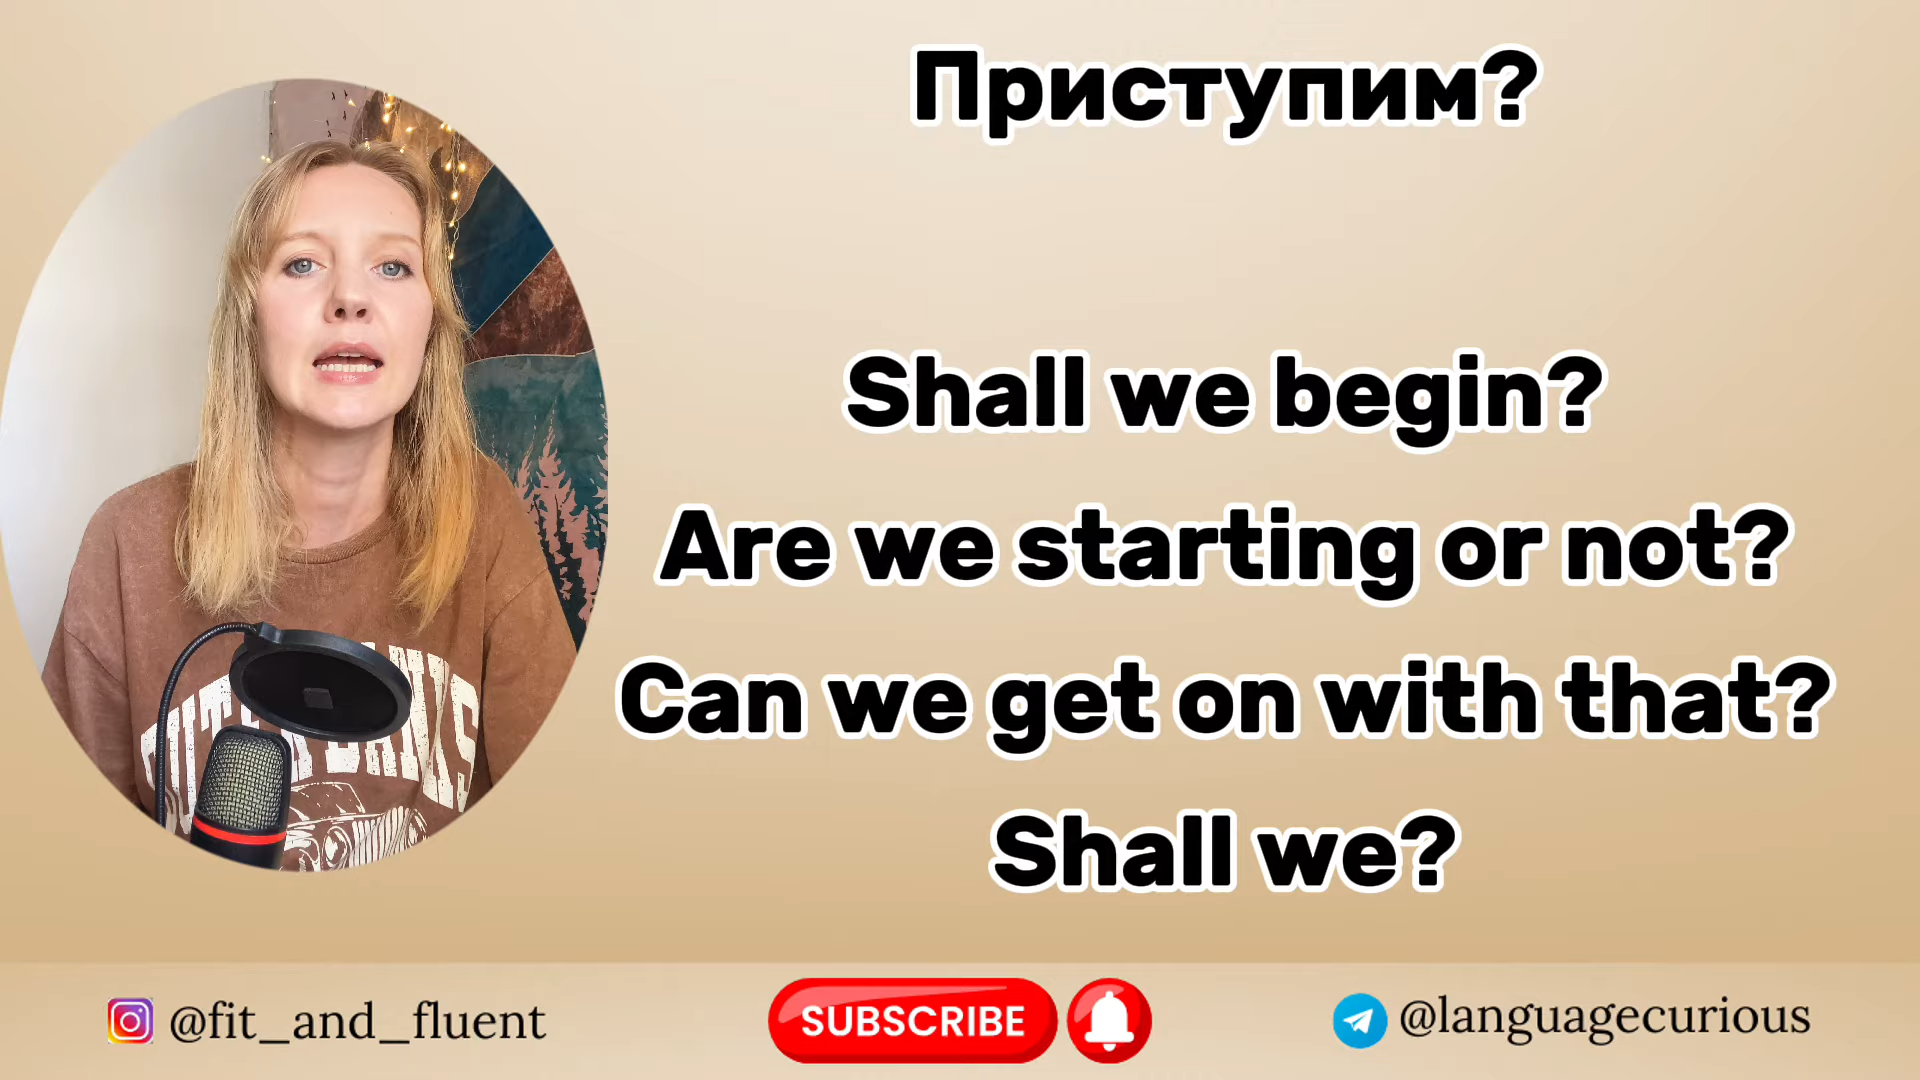 Приступим?
Shall we begin?
Are we starting or not?
Can we get on with that?
Shall we?
@fit_and_fluent
SUBSCRIBE
@languagecurious